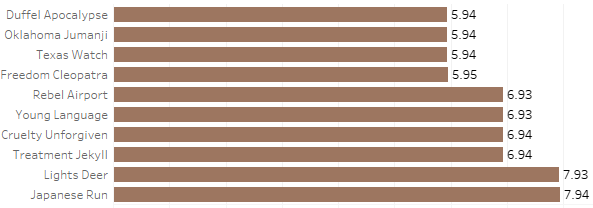 Duffel Apocalypse 5.94
Oklahoma Jumanji 5.94
Texas Watch 5.94
Freedom Cleopatra 5.95
Rebel Airport 6.93
Young Language 6.93
Cruelty Unforgiven 6.94
Treatment Jekyll 6.94
Lights Deer 7.93
Japanese Run 7.94